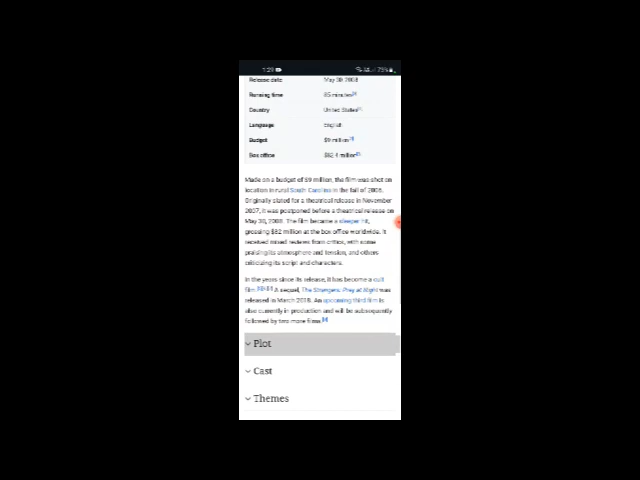 1:29
75%
Release date May 30, 2008
Running time 85 minutes
Country United States
Language English
Budget $9 million
Box office $82.4 million
Made on a budget of $9 million, the film was shot on
location in rural South Carolina in the fall of 2006.
Originally slated for a theatrical release in November
2007, it was postponed before a theatrical release on
May 30, 2008. The film became a sleeper hit,
grossing $82 million at the box office worldwide. It
received mixed reviews from critics, with some
praising its atmosphere and tension, and others
criticizing its script and characters.
In the years since its release, it has become a cult
film. A sequel, The Strangers: Prey at Night was
released in March 2018. An upcoming third film is
also currently in production and will be subsequently
followed by two more films.
Plot
Cast
Themes